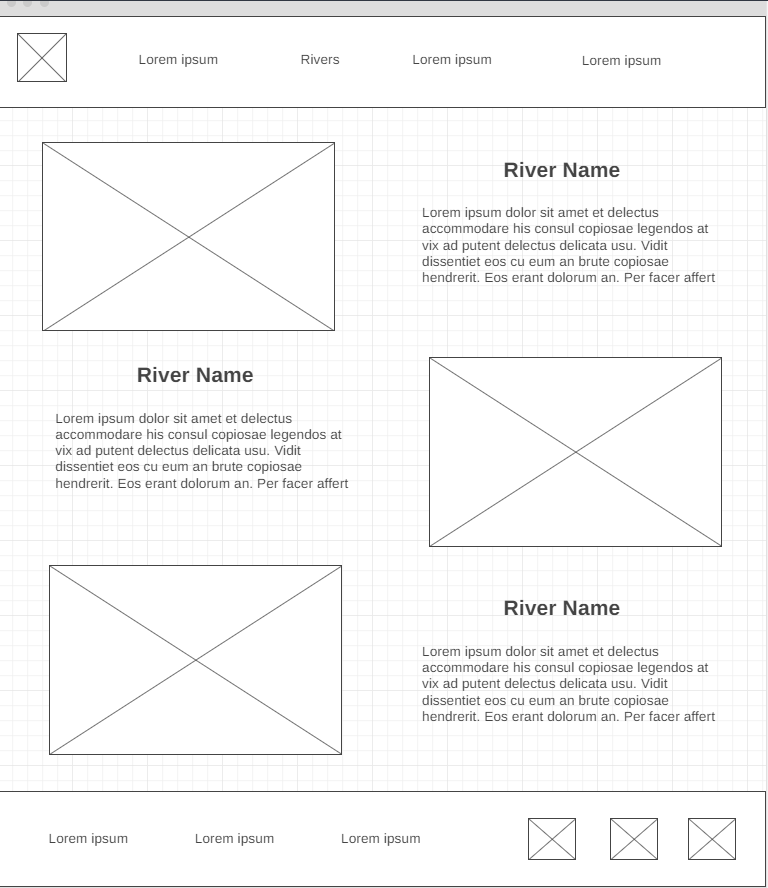 Lorem ipsum
Rivers
Lorem ipsum
Lorem ipsum
River Name
Lorem ipsum dolor sit amet et delectus
accommodare his consul copiosae legendos at
vix ad putent delectus delicata usu. Vidit
dissentiet eos cu eum an brute copiosae
hendrerit. Eos erant dolorum an. Per facer affert
River Name
Lorem ipsum dolor sit amet et delectus
accommodare his consul copiosae legendos at
vix ad putent delectus delicata usu. Vidit
dissentiet eos cu eum an brute copiosae
hendrerit. Eos erant dolorum an. Per facer affert
River Name
Lorem ipsum dolor sit amet et delectus
accommodare his consul copiosae legendos at
vix ad putent delectus delicata usu. Vidit
dissentiet eos cu eum an brute copiosae
hendrerit. Eos erant dolorum an. Per facer affert
Lorem ipsum
Lorem ipsum
Lorem ipsum